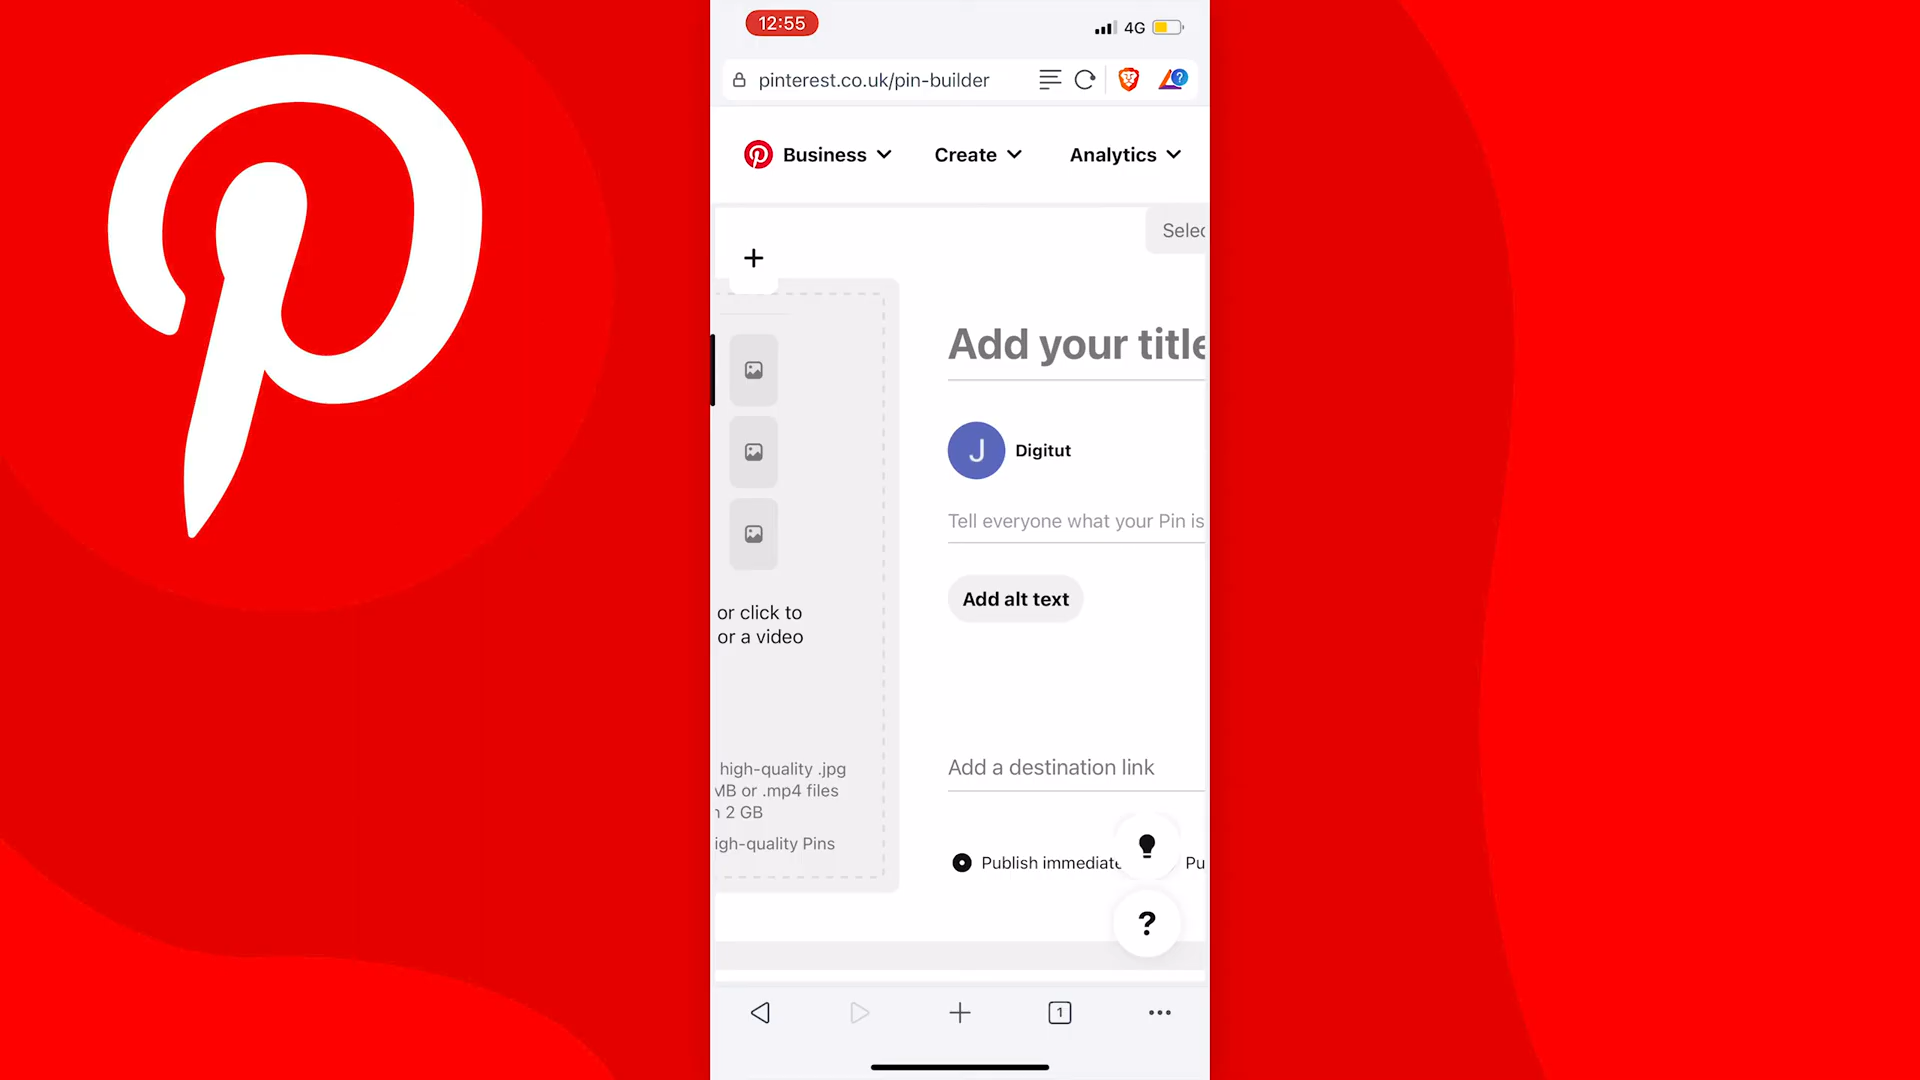 12:55
4G
pinterest.co.uk/pin-builder
?
Business
Create
Analytics
Selec
Add your title
J
Digitut
Tell everyone what your Pin is
Add alt text
or click to
or a video
Add a destination link
high-quality .jpg
MB or .mp4 files
n 2 GB
igh-quality Pins
Publish immediate
Pu
?
1